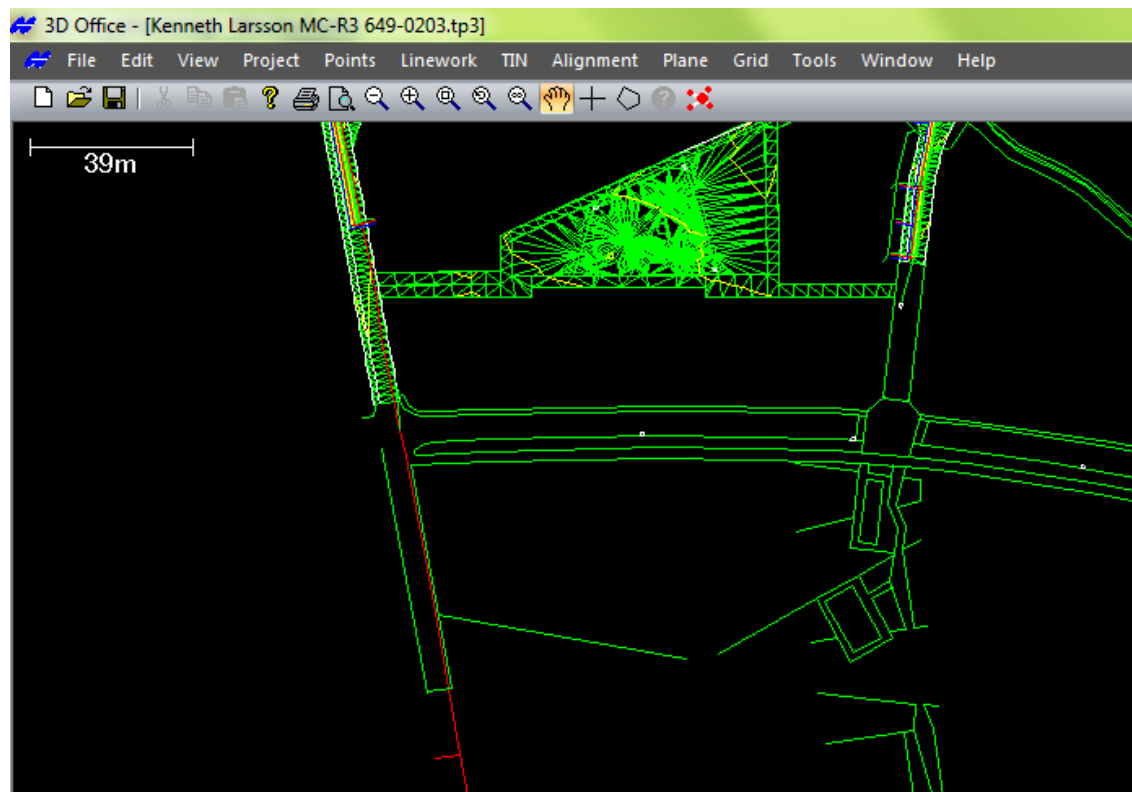 3D Office - [Kenneth Larsson MC-R3 649-0203.tp3]
File Edit View Project Points Linework TIN Alignment Plane Grid Tools Window Help
39m